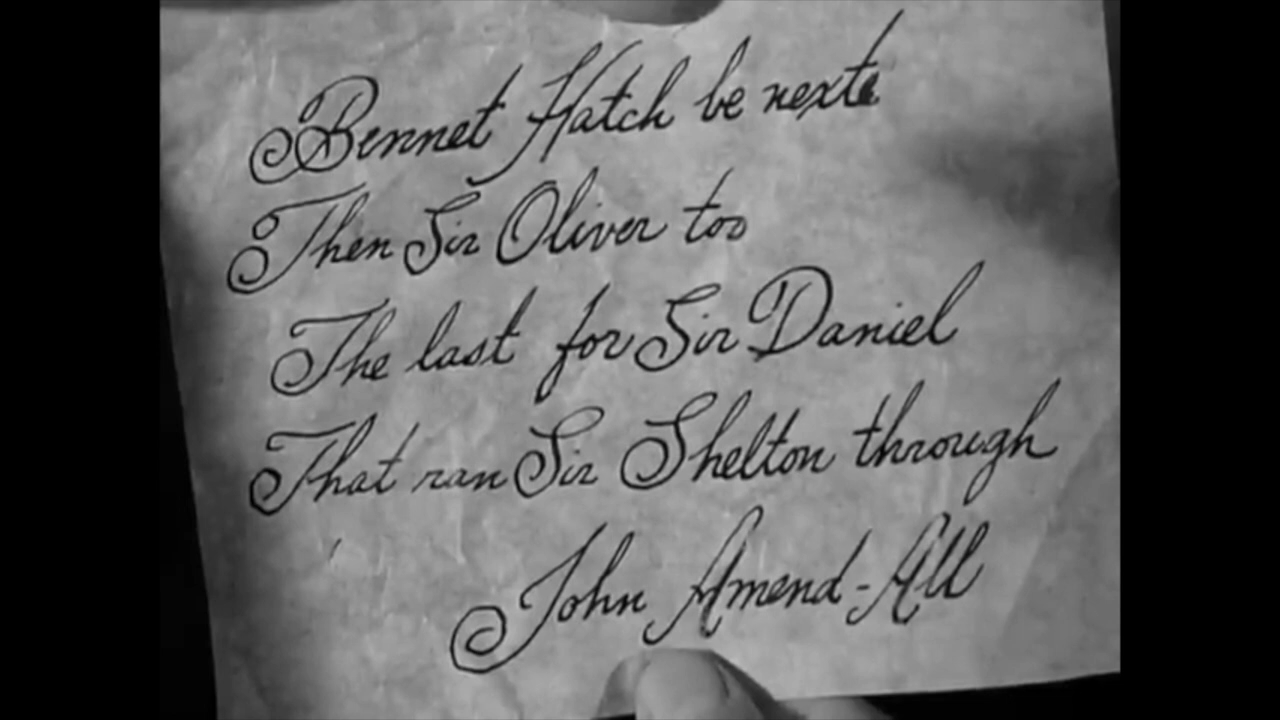 Bennet Hatch be nexte
Then Sir Oliver too
The last for Sir Daniel
That ran Sir Shelton through
John Amend-All